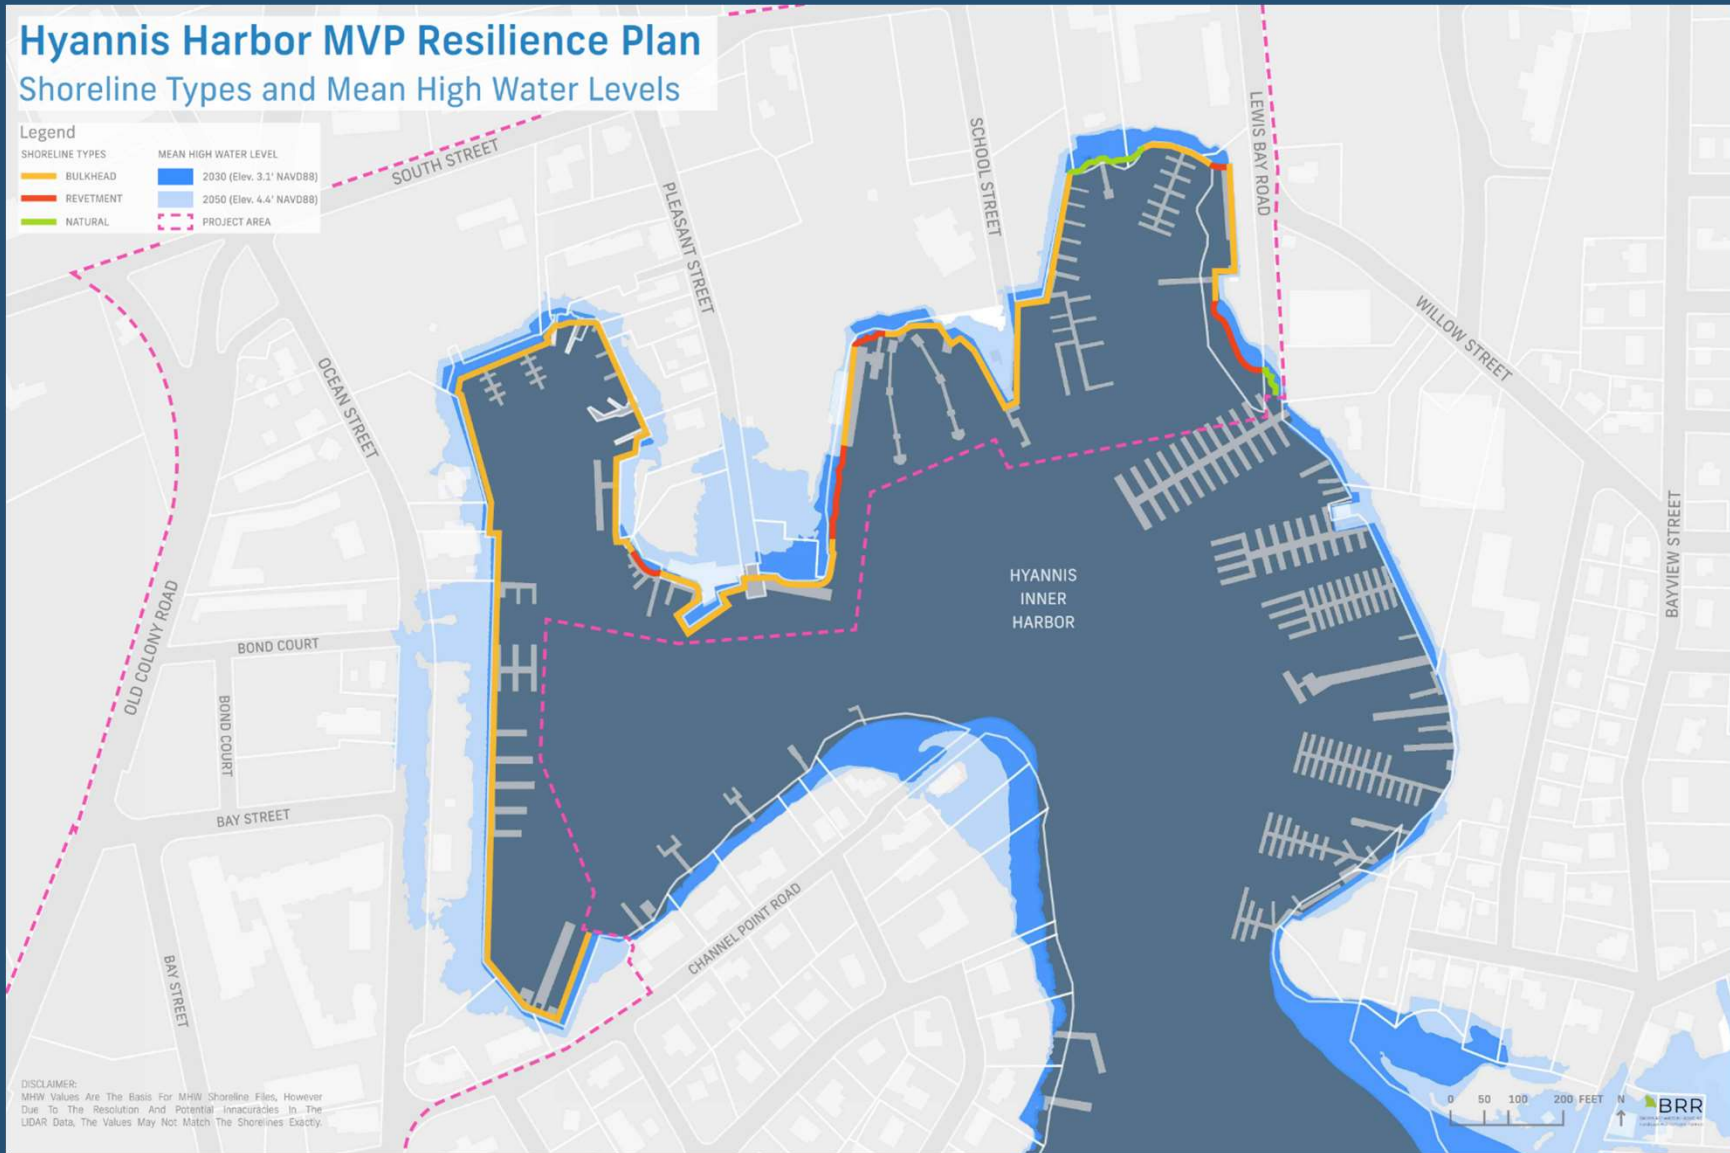 Hyannis Harbor MVP Resilience Plan
Shoreline Types and Mean High Water Levels
Legend
SHORELINE TYPES
BULKHEAD
REVETMENT
NATURAL
MEAN HIGH WATER LEVEL
2030 (Elev. 3.1' NAVD88)
2050 (Elev. 4.4' NAVD88)
PROJECT AREA
SOUTH STREET
PLEASANT STREET
SCHOOL STREET
LEWIS BAY ROAD
WILLOW STREET
OCEAN STREET
BAYVIEW STREET
OLD COLONY ROAD
HYANNIS
INNER
HARBOR
BOND COURT
BOND COURT
BAY STREET
CHANNEL POINT ROAD
BAY STREET
DISCLAIMER:
MHW Values Are The Basis For MHW Shoreline Files, However
Due To The Resolution And Potential Innacuracies In The
LIDAR Data, The Values May Not Match The Shorelines Exactly.
0 50 100 200 FEET N
BRR